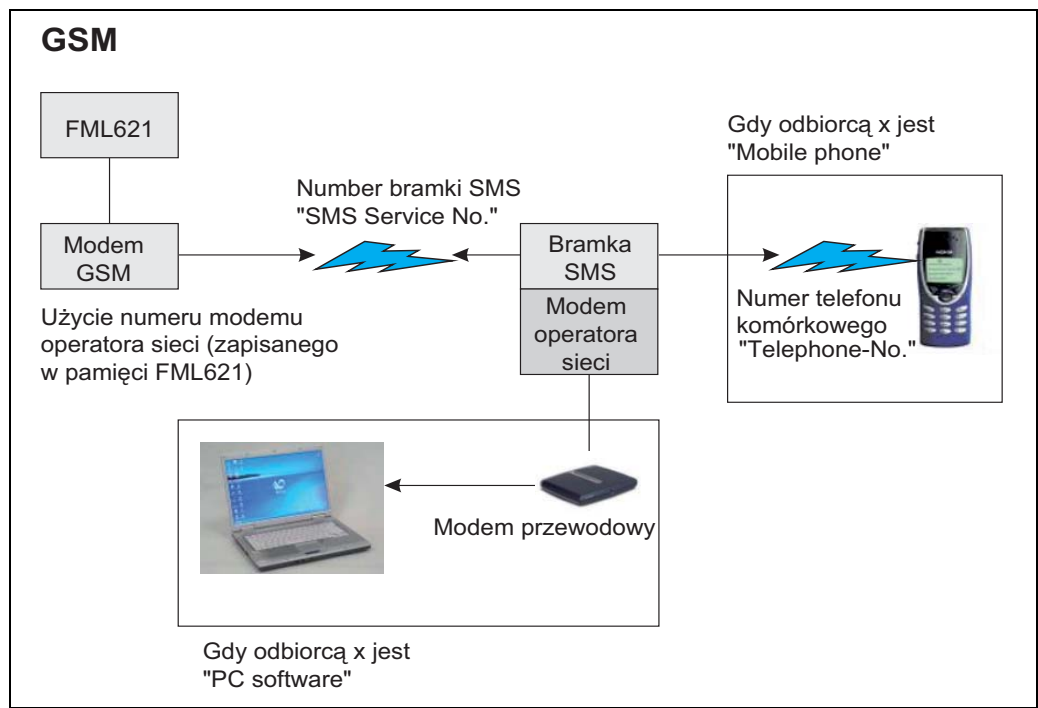 GSM
FML621
Gdy odbiorcą x jest
"Mobile phone"
Number bramki SMS
"SMS Service No."
Modem
GSM
Bramka
SMS
Modem
operatora
sieci
Numer telefonu
komórkowego
"Telephone-No."
Użycie numeru modemu
operatora sieci (zapisanego
w pamięci FML621)
Modem przewodowy
Gdy odbiorcą x jest
"PC software"